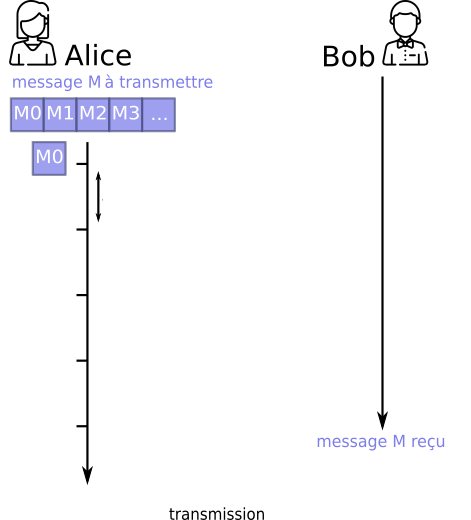 Alice
Bob
message M à transmettre
M0 M1 M2 M3 ...
M0
message M reçu
transmission